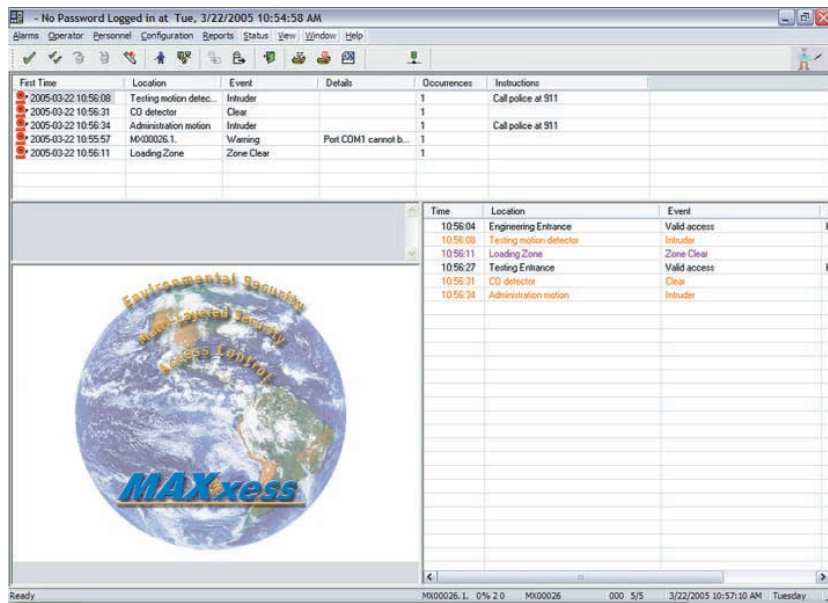 - No Password Logged in at Tue, 3/22/2005 10:54:58 AM
Alarms Operator Personnel Configuration Reports Status View Window Help
First Time Location Event Details Occurrences Instructions
2005-03-22 10:56:08 Testing motion detec... Intruder 1 Call police at 911
2005-03-22 10:56:31 CO detector Clear 1
2005-03-22 10:56:34 Administration motion Intruder 1 Call police at 911
2005-03-22 10:55:57 MX00026.1. Warning Port COM1 cannot b... 1
2005-03-22 10:56:11 Loading Zone Zone Clear 1
Time Location Event
10:56:04 Engineering Entrance Valid access
10:56:08 Testing motion detector Intruder
10:56:11 Loading Zone Zone Clear
10:56:27 Testing Entrance Valid access
10:56:31 CO detector Clear
10:56:34 Administration motion Intruder
Environmental Security
Multi-Layered Security
Access Control
MAXxess
Ready MX00026.1. 0% 2 0 MX00026 000 5/5 3/22/2005 10:57:10 AM Tuesday